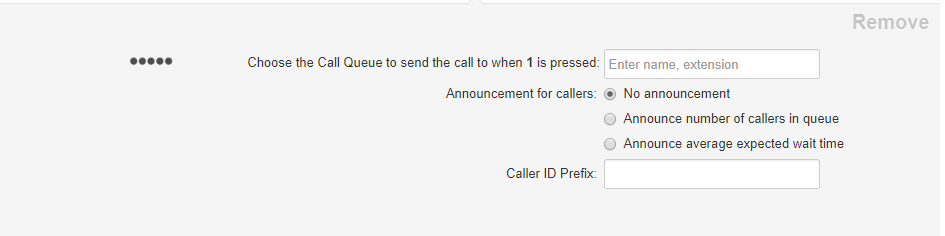 Remove
Choose the Call Queue to send the call to when 1 is pressed: Enter name, extension
Announcement for callers: No announcement
Announce number of callers in queue
Announce average expected wait time
Caller ID Prefix: